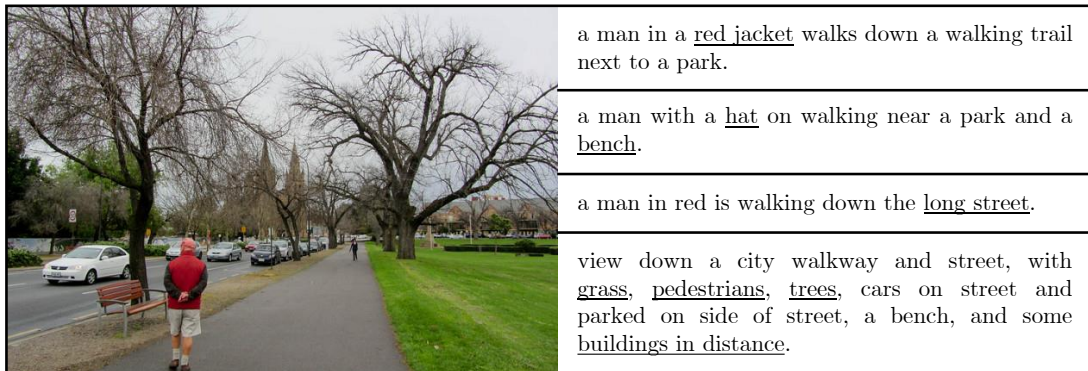 a man in a red jacket walks down a walking trail
next to a park.
a man with a hat on walking near a park and a
bench.
a man in red is walking down the long street.
view down a city walkway and street, with
grass, pedestrians, trees, cars on street and
parked on side of street, a bench, and some
buildings in distance.